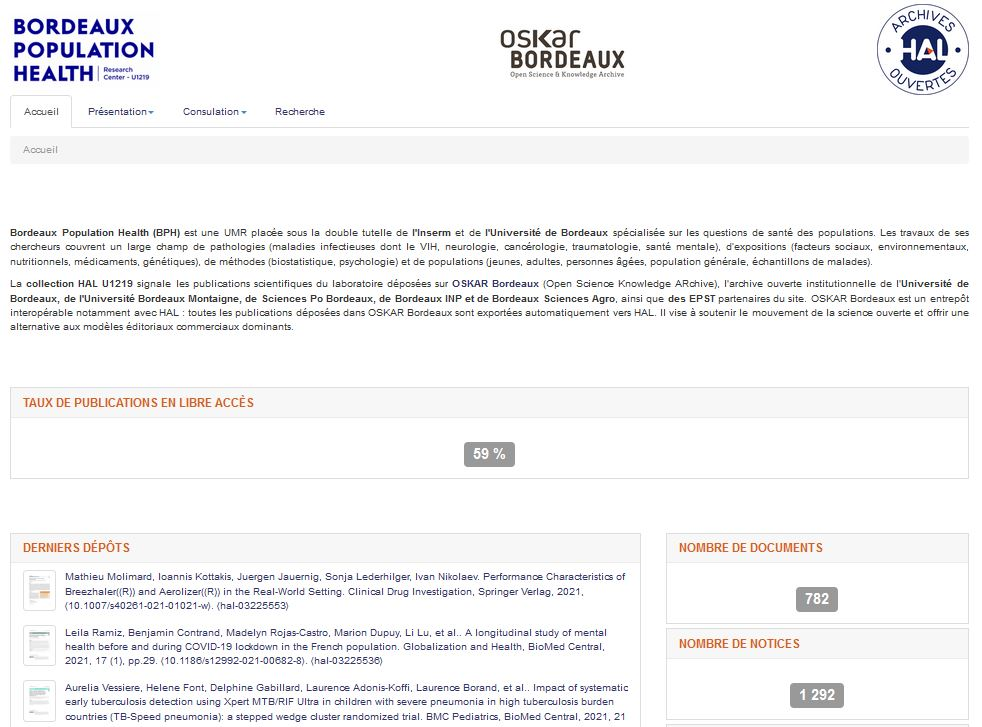 BORDEAUX
POPULATION
HEALTH Research
Center - U1219
OSKAR
BORDEAUX
Open Science & Knowledge Archive
ARCHIVES
HAL
OUVERTES
Accueil Présentation Consulation Recherche
Accueil
Bordeaux Population Health (BPH) est une UMR placée sous la double tutelle de l'Inserm et de l'Université de Bordeaux spécialisée sur les questions de santé des populations. Les travaux de ses
chercheurs couvrent un large champ de pathologies (maladies infectieuses dont le VIH, neurologie, cancérologie, traumatologie, santé mentale), d'expositions (facteurs sociaux, environnementaux,
nutritionnels, médicaments, génétiques), de méthodes (biostatistique, psychologie) et de populations (jeunes, adultes, personnes âgées, population générale, échantillons de malades).
La collection HAL U1219 signale les publications scientifiques du laboratoire déposées sur OSKAR Bordeaux (Open Science Knowledge ARchive), l'archive ouverte institutionnelle de l'Université de
Bordeaux, de l'Université Bordeaux Montaigne, de Sciences Po Bordeaux, de Bordeaux INP et de Bordeaux Sciences Agro, ainsi que des EPST partenaires du site. OSKAR Bordeaux est un entrepôt
interopérable notamment avec HAL : toutes les publications déposées dans OSKAR Bordeaux sont exportées automatiquement vers HAL. Il vise à soutenir le mouvement de la science ouverte et offrir une
alternative aux modèles éditoriaux commerciaux dominants.
TAUX DE PUBLICATIONS EN LIBRE ACCÈS
59 %
DERNIERS DÉPÔTS
Mathieu Molimard, Ioannis Kottakis, Juergen Jauernig, Sonja Lederhilger, Ivan Nikolaev. Performance Characteristics of
Breezhaler((R)) and Aerolizer((R)) in the Real-World Setting. Clinical Drug Investigation, Springer Verlag, 2021,
⟨10.1007/s40261-021-01021-w⟩. ⟨hal-03225553⟩
Leila Ramiz, Benjamin Contrand, Madelyn Rojas-Castro, Marion Dupuy, Li Lu, et al.. A longitudinal study of mental
health before and during COVID-19 lockdown in the French population. Globalization and Health, BioMed Central,
2021, 17 (1), pp.29. ⟨10.1186/s12992-021-00682-8⟩. ⟨hal-03225536⟩
Aurelia Vessiere, Helene Font, Delphine Gabillard, Laurence Adonis-Koffi, Laurence Borand, et al.. Impact of systematic
early tuberculosis detection using Xpert MTB/RIF Ultra in children with severe pneumonia in high tuberculosis burden
countries (TB-Speed pneumonia): a stepped wedge cluster randomized trial. BMC Pediatrics, BioMed Central, 2021, 21
NOMBRE DE DOCUMENTS
782
NOMBRE DE NOTICES
1 292